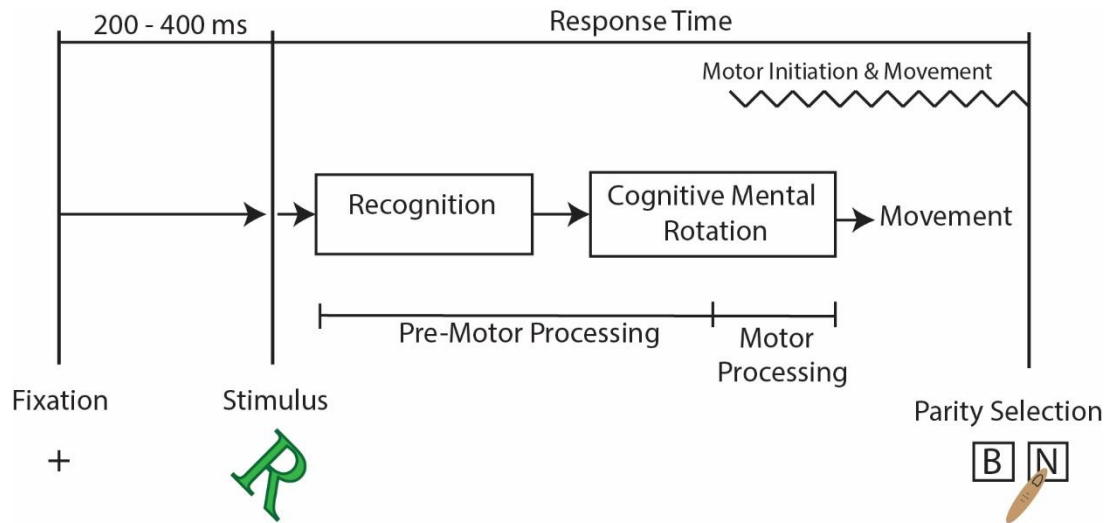 200 - 400 ms
Response Time
Motor Initiation & Movement
Recognition
Cognitive Mental
Rotation
Movement
Pre-Motor Processing
Motor
Processing
Fixation
Stimulus
Parity Selection
+
R
B
N